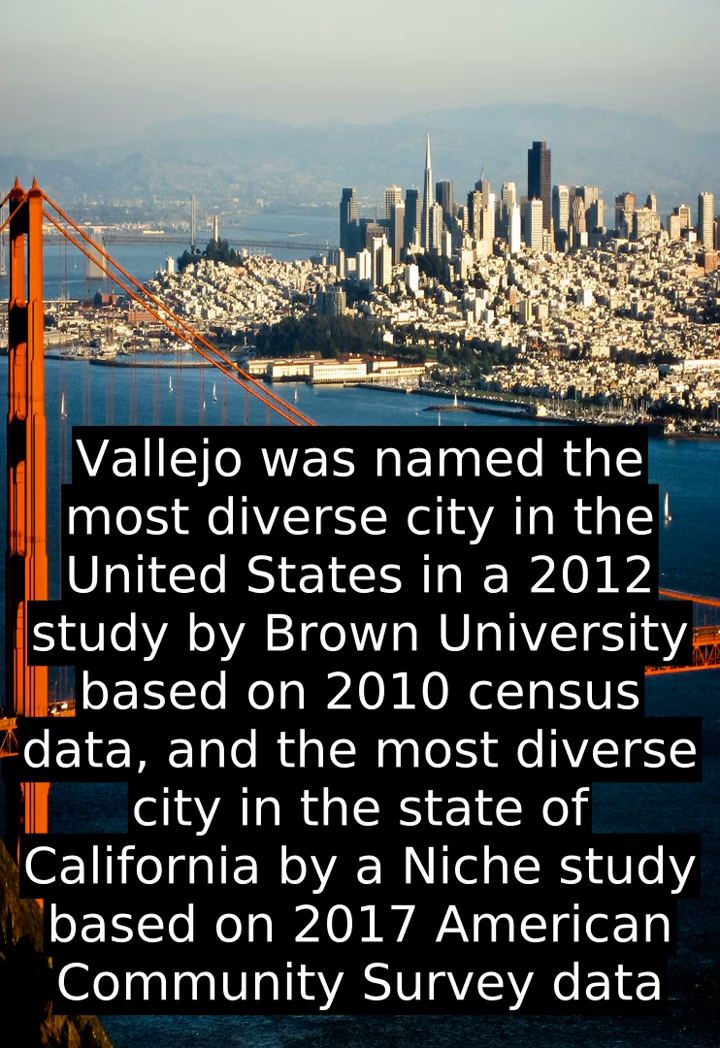 Vallejo was named the
most diverse city in the
United States in a 2012
study by Brown University
based on 2010 census
data, and the most diverse
city in the state of
California by a Niche study
based on 2017 American
Community Survey data